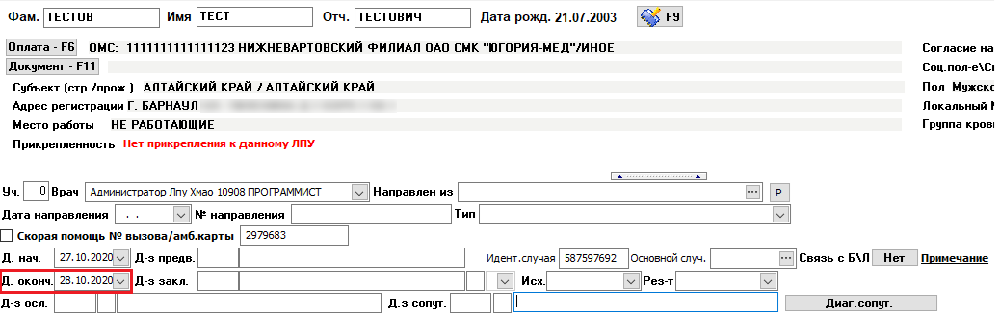 Фам. ТЕСТОВ Имя ТЕСТ Отч. ТЕСТОВИЧ Дата рожд. 21.07.2003 F9
Оплата - F6 ОМС: 1111111111111123 НИЖНЕВАРТОВСКИЙ ФИЛИАЛ ОАО СМК "ЮГОРИЯ-МЕД"/ИНОЕ Согласие на
Документ - F11 Соц.пол-е\Ст
Субъект (стр./прож.) АЛТАЙСКИЙ КРАЙ / АЛТАЙСКИЙ КРАЙ Пол Мужско
Адрес регистрации Г. БАРНАУЛ Локальный
Место работы НЕ РАБОТАЮЩИЕ Группа крови
Прикрепленность Нет прикрепления к данному ЛПУ
Уч. 0 Врач Администратор Лпу Хмао 10908 ПРОГРАММИСТ Направлен из ... Р
Дата направления . . № направления Тип
Скорая помощь № вызова/амб.карты 2979683
Д. нач. 27.10.2020 Д-з предв. Идент.случая 587597692 Основной случ. ... Связь с Б\Л Нет Примечание
Д. оконч. 28.10.2020 Д-з закл. Исх. Рез-т
Д-з осл. Д.з сопут. Диаг.сопут.